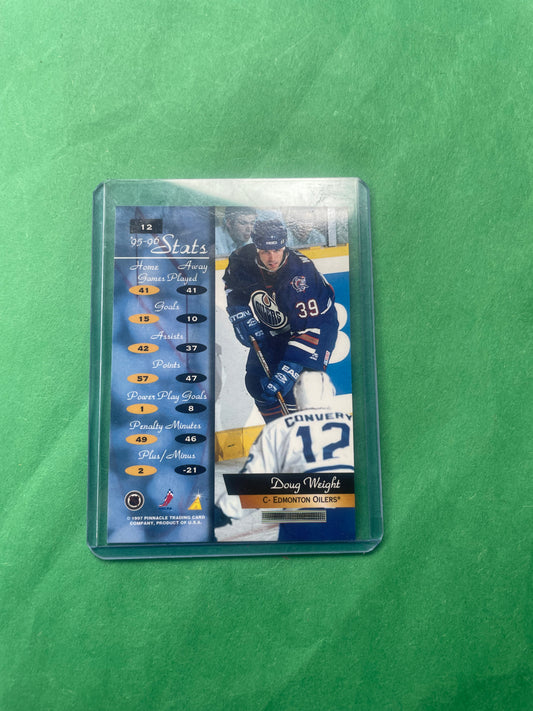 12
'95-96 Stats
Home Away
Games Played
41 41
Goals
15 10
Assists
42 37
Points
57 47
Power Play Goals
1 8
Penalty Minutes
49 46
Plus/Minus
2 -21
© 1997 PINNACLE TRADING CARD
COMPANY, PRODUCT OF U.S.A.
OILERS
39
EASTON
CONVERY
12
Doug Weight
C- EDMONTON OILERS®